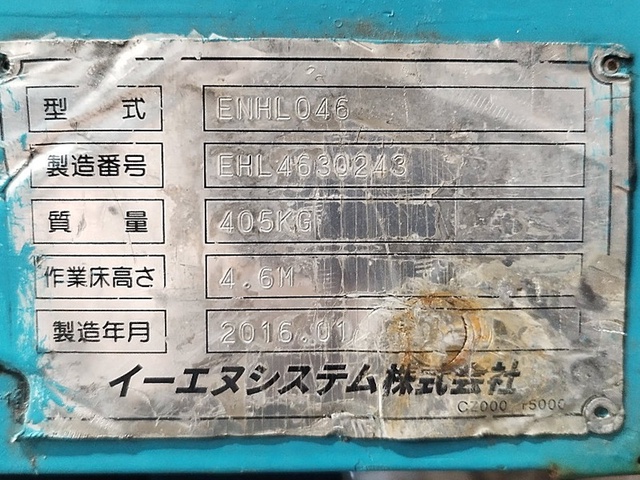 型式 ENHL046
製造番号 EHL4630243
質量 405KG
作業床高さ 4.6M
製造年月 2016.01
イーエヌシステム株式会社